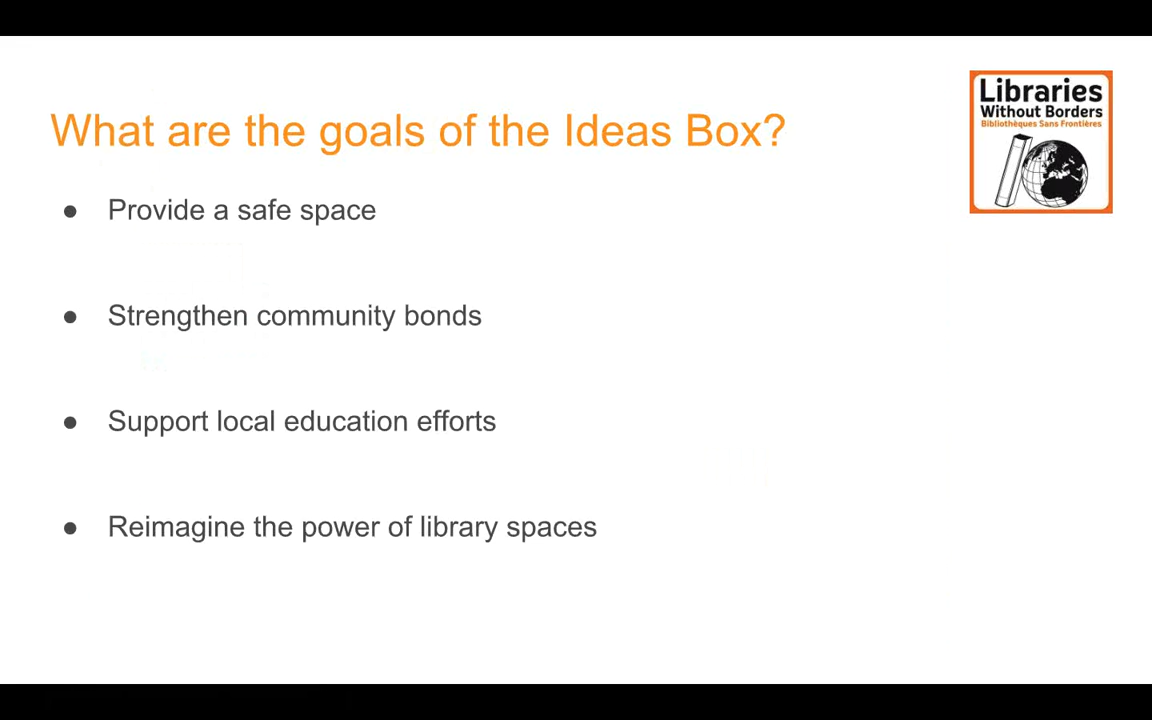 Libraries
Without Borders
Bibliothèques Sans Frontières
What are the goals of the Ideas Box?
● Provide a safe space
● Strengthen community bonds
● Support local education efforts
● Reimagine the power of library spaces